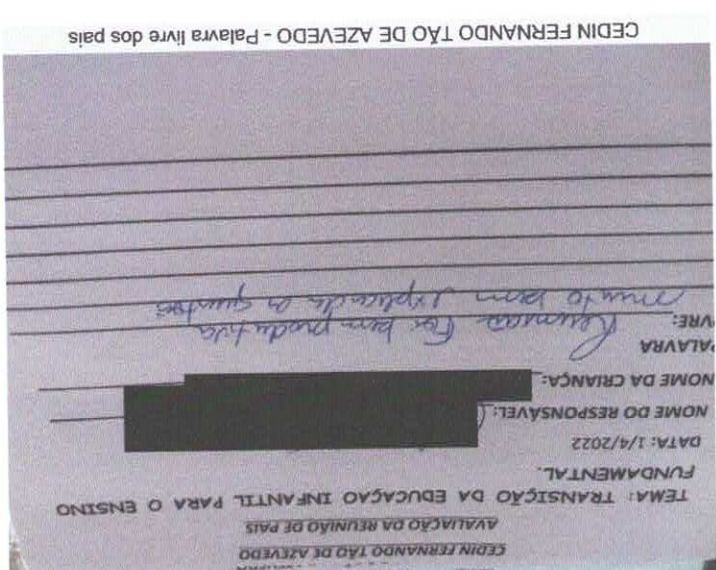 CEDIN FERNANDO TÃO DE AZEVEDO
AVALIAÇÃO DA REUNIÃO DE PAIS
TEMA: TRANSIÇÃO DA EDUCAÇÃO INFANTIL PARA O ENSINO
FUNDAMENTAL.
DATA: 1/4/2022
NOME DO RESPONSÁVEL:
NOME DA CRIANÇA:
PALAVRA
VRE: Reunião foi bem produtiva
muito bem explicada as
CEDIN FERNANDO TÃO DE AZEVEDO - Palavra livre dos pais